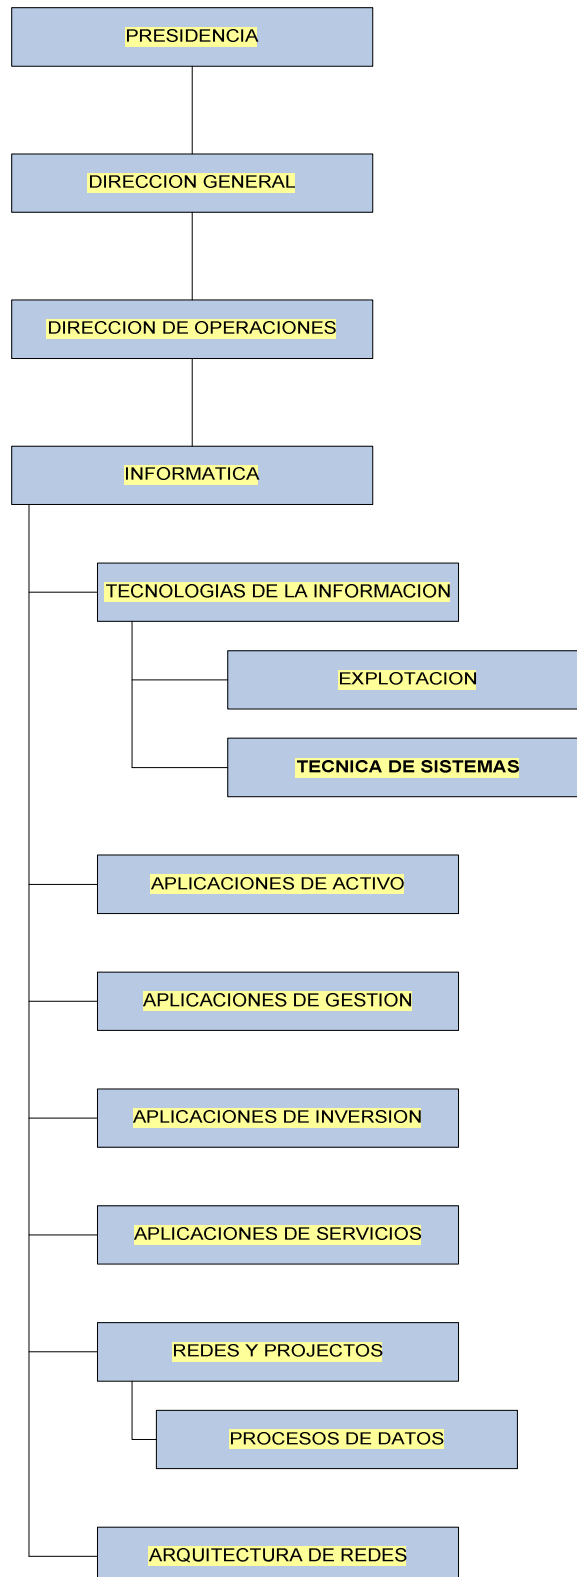 PRESIDENCIA
DIRECCION GENERAL
DIRECCION DE OPERACIONES
INFORMATICA
TECNOLOGIAS DE LA INFORMACION
EXPLOTACION
TECNICA DE SISTEMAS
APLICACIONES DE ACTIVO
APLICACIONES DE GESTION
APLICACIONES DE INVERSION
APLICACIONES DE SERVICIOS
REDES Y PROJECTOS
PROCESOS DE DATOS
ARQUITECTURA DE REDES